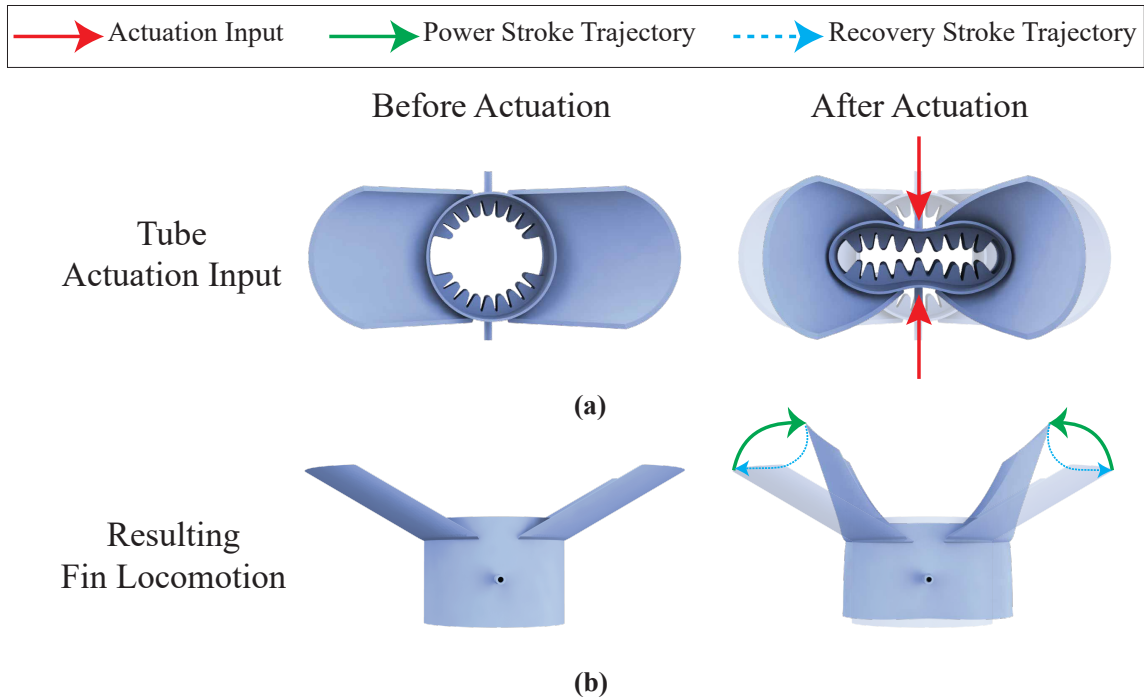 Actuation Input
Power Stroke Trajectory
Recovery Stroke Trajectory
Before Actuation
After Actuation
Tube
Actuation Input
(a)
Resulting
Fin Locomotion
(b)